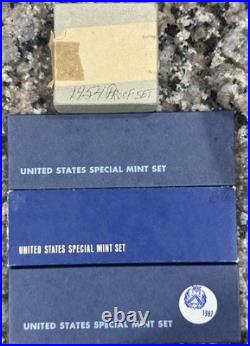 1954 PROOF SET
UNITED STATES SPECIAL MINT SET
UNITED STATES SPECIAL MINT SET
1967
UNITED STATES SPECIAL MINT SET